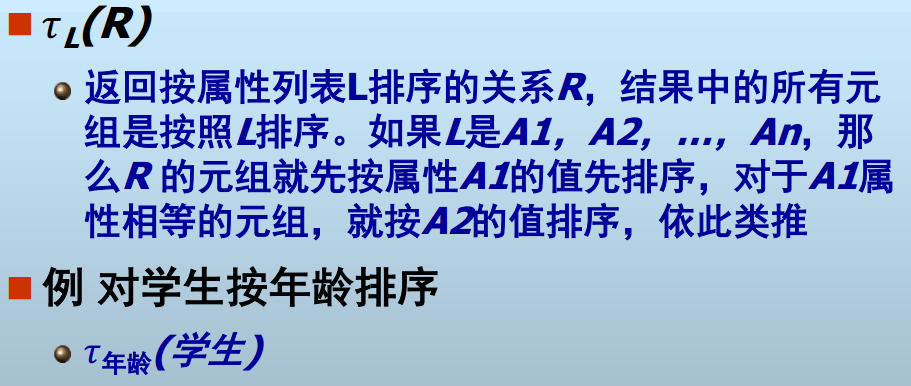 τL(R)
返回按属性列表L排序的关系R，结果中的所有元
组是按照L排序。如果L是A1，A2，…，An，那
么R 的元组就先按属性A1的值先排序，对于A1属
性相等的元组，就按A2的值排序，依此类推
例 对学生按年龄排序
τ年龄(学生)